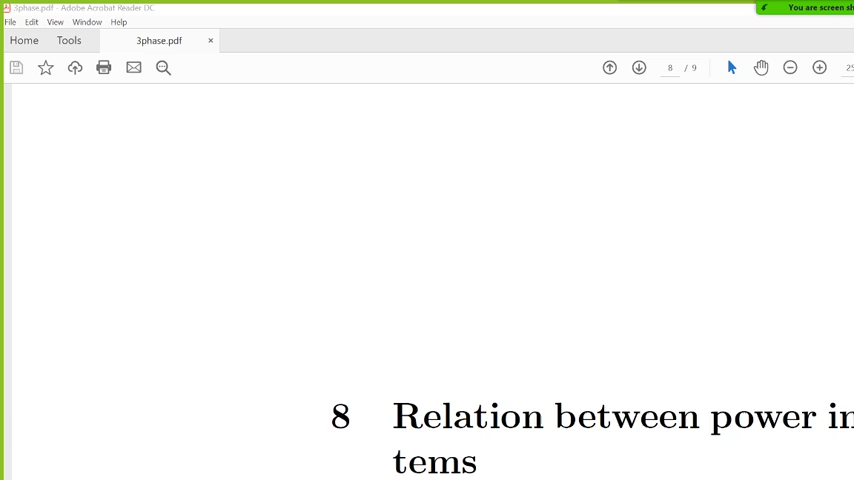 3phase.pdf - Adobe Acrobat Reader DC
You are screen sh
File Edit View Window Help
Home Tools 3phase.pdf ×
8 / 9
8 Relation between power in
tems